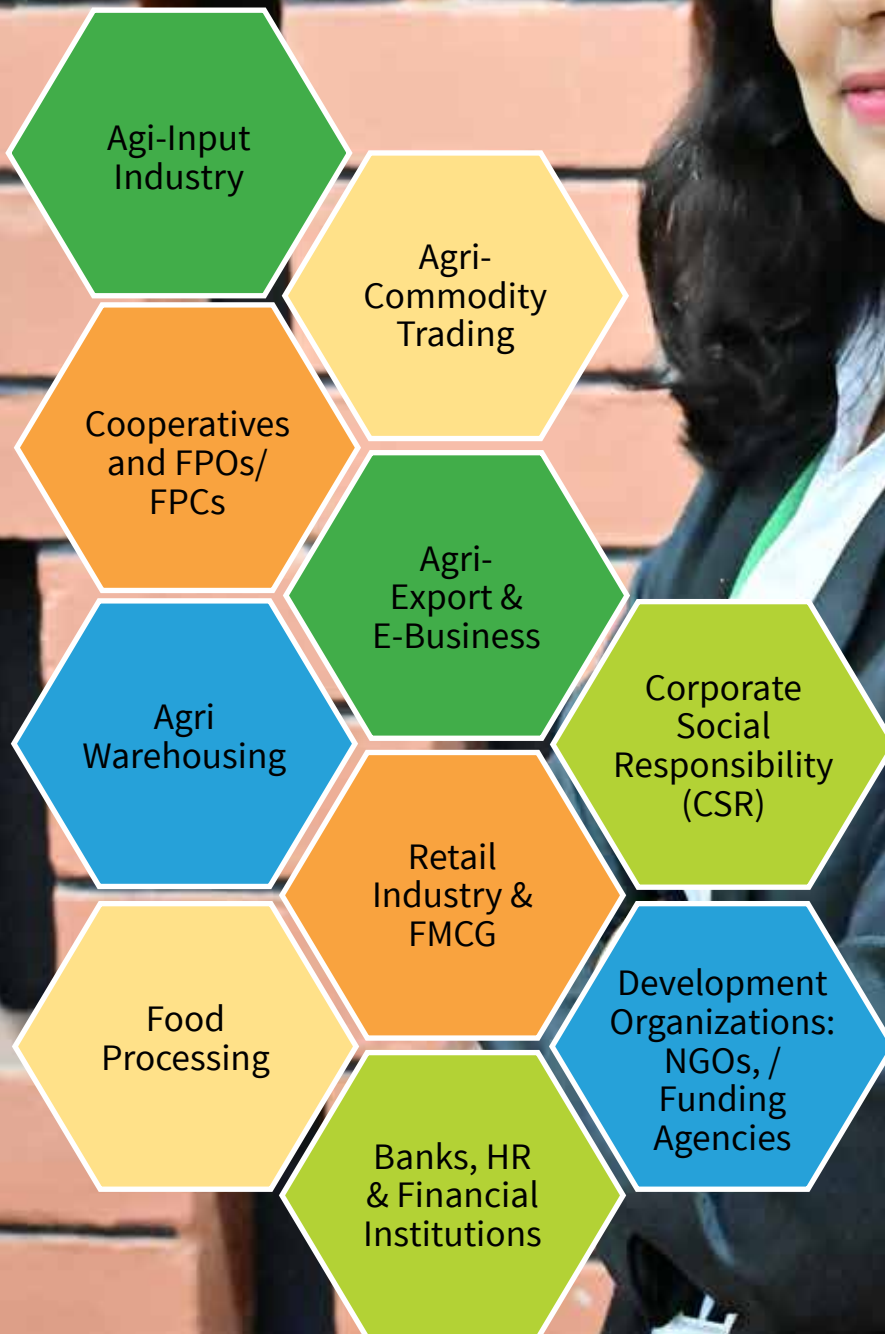 Agi-Input
Industry
Agri-
Commodity
Trading
Cooperatives
and FPOs/
FPCs
Agri-
Export &
E-Business
Agri
Warehousing
Corporate
Social
Responsibility
(CSR)
Retail
Industry &
FMCG
Food
Processing
Development
Organizations:
NGOs, /
Funding
Agencies
Banks, HR
& Financial
Institutions